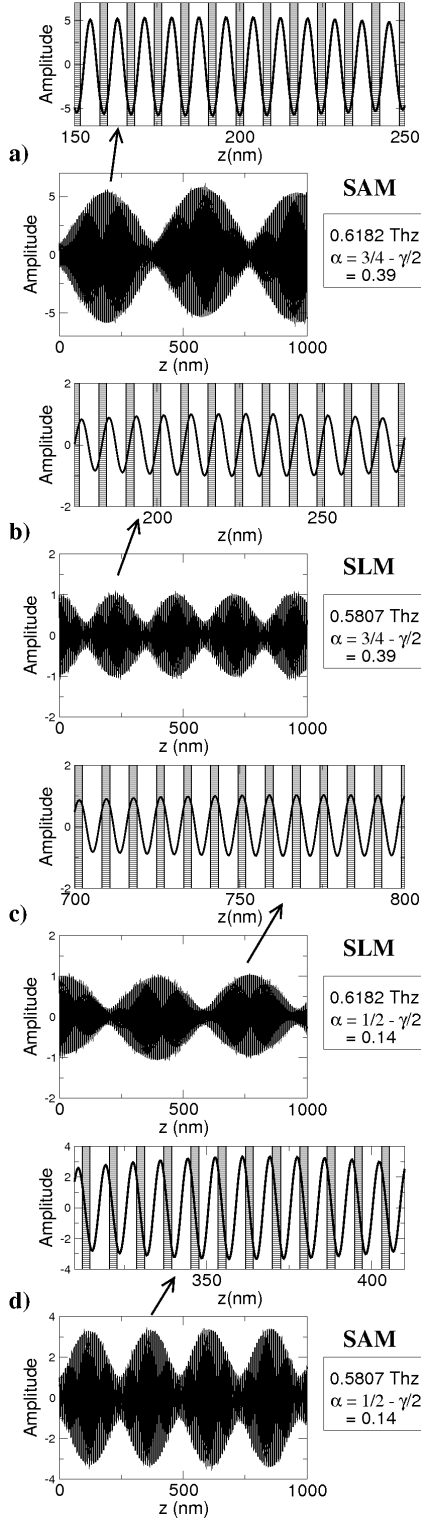 Amplitude
5
0
-5
150 200 250
z(nm)
a)
SAM
Amplitude
5
0
-5
0 500 1000
z (nm)
0.6182 Thz
α = 3/4 - γ/2
= 0.39
Amplitude
2
0
-2
200 250
z(nm)
b)
SLM
Amplitude
2
1
0
-1
-2
0 500 1000
z (nm)
0.5807 Thz
α = 3/4 - γ/2
= 0.39
Amplitude
2
0
-2
700 750 800
z(nm)
c)
SLM
Amplitude
2
1
0
-1
-2
0 500 1000
z (nm)
0.6182 Thz
α = 1/2 - γ/2
= 0.14
Amplitude
4
2
0
-2
-4
350 400
z(nm)
d)
SAM
Amplitude
4
2
0
-2
-4
0 500 1000
z (nm)
0.5807 Thz
α = 1/2 - γ/2
= 0.14